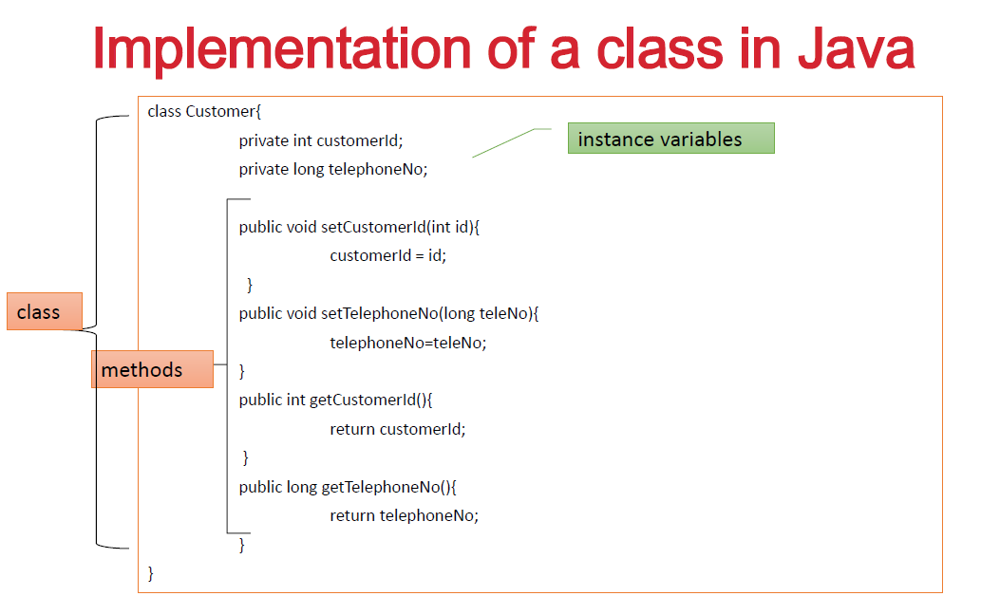 Implementation of a class in Java
class Customer{
private int customerId;
instance variables
private long telephoneNo;
public void setCustomerId(int id){
customerId = id;
}
class
public void setTelephoneNo(long teleNo){
telephoneNo=teleNo;
methods
}
public int getCustomerId(){
return customerId;
}
public long getTelephoneNo(){
return telephoneNo;
}
}